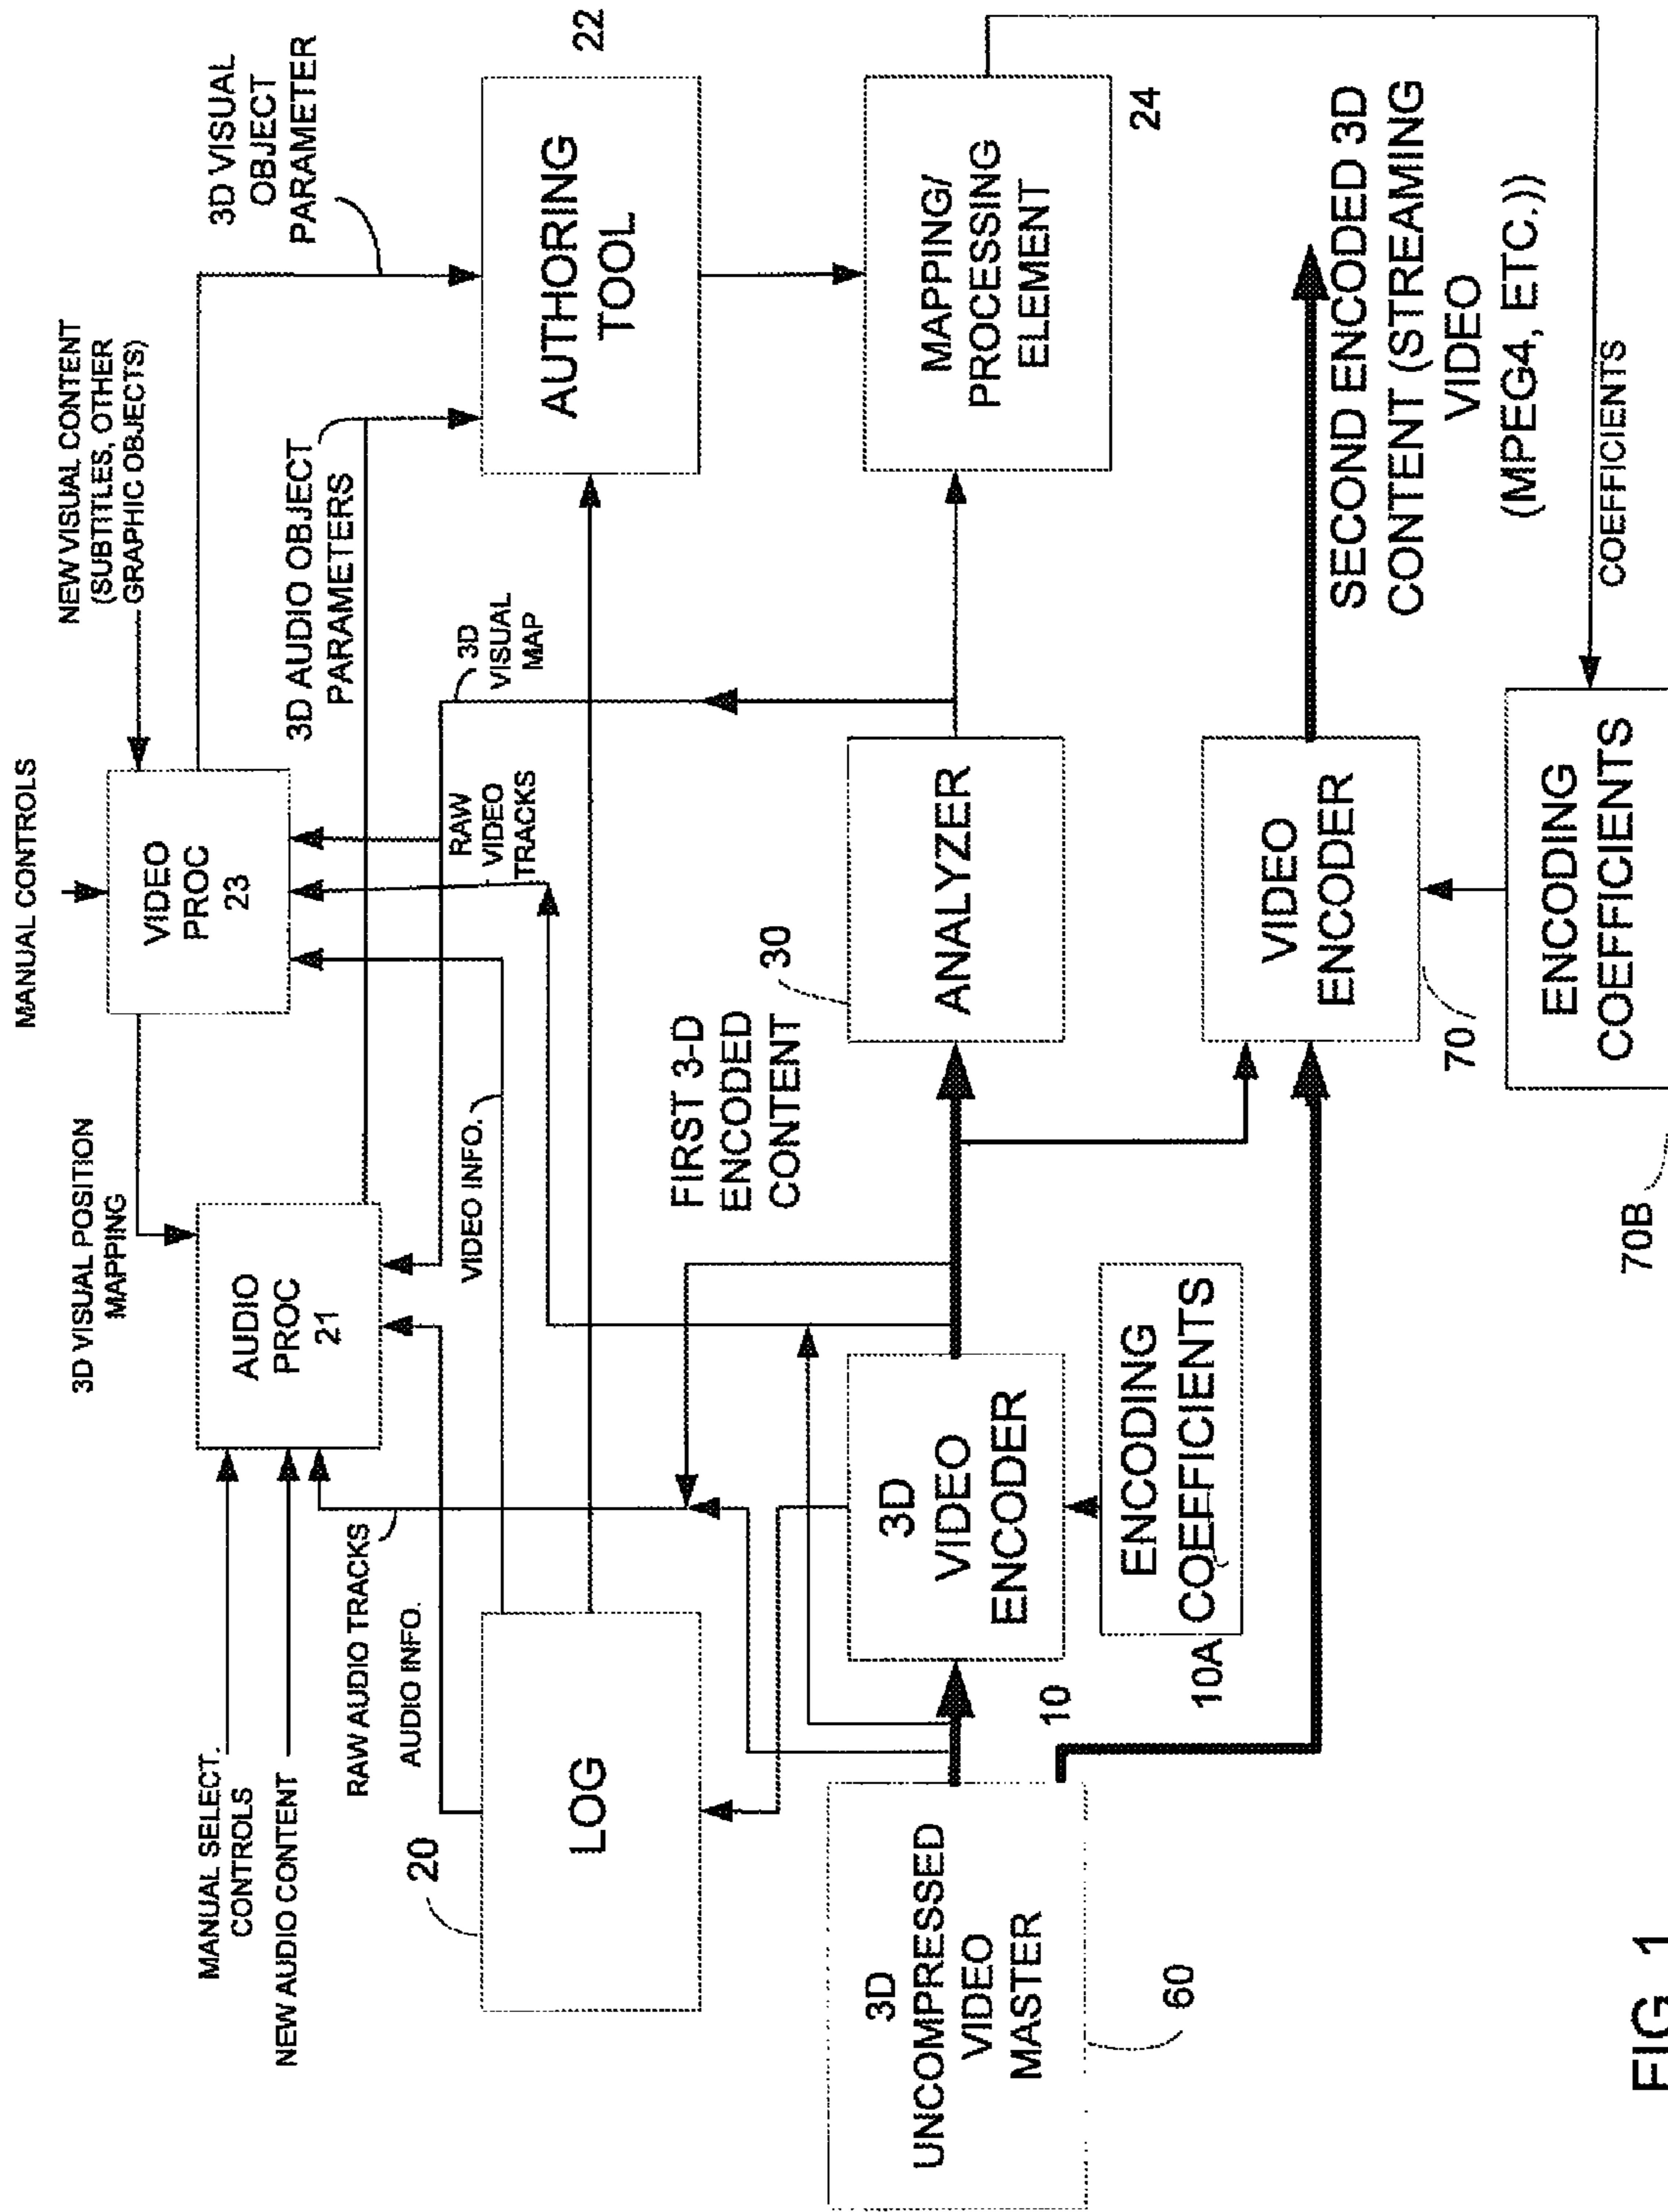 MANUAL CONTROLS
NEW VISUAL CONTENT
(SUBTITLES, OTHER
GRAPHIC OBJECTS)
3D VISUAL POSITION
MAPPING
VIDEO
PROC
23
3D VISUAL
OBJECT
PARAMETER
MANUAL SELECT.
CONTROLS
NEW AUDIO CONTENT
AUDIO
PROC
21
3D AUDIO OBJECT
PARAMETERS
RAW AUDIO TRACKS
AUDIO INFO.
VIDEO INFO.
RAW
VIDEO
TRACKS
3D
VISUAL
MAP
20
LOG
AUTHORING
TOOL
22
FIRST 3-D
ENCODED
CONTENT
30
3D
UNCOMPRESSED
VIDEO
MASTER
60
10
3D
VIDEO
ENCODER
ANALYZER
MAPPING/
PROCESSING
ELEMENT
24
10A
ENCODING
COEFFICIENTS
VIDEO
ENCODER
70
SECOND ENCODED 3D
CONTENT (STREAMING
VIDEO
(MPEG4, ETC.))
COEFFICIENTS
ENCODING
COEFFICIENTS
70B
FIG. 1